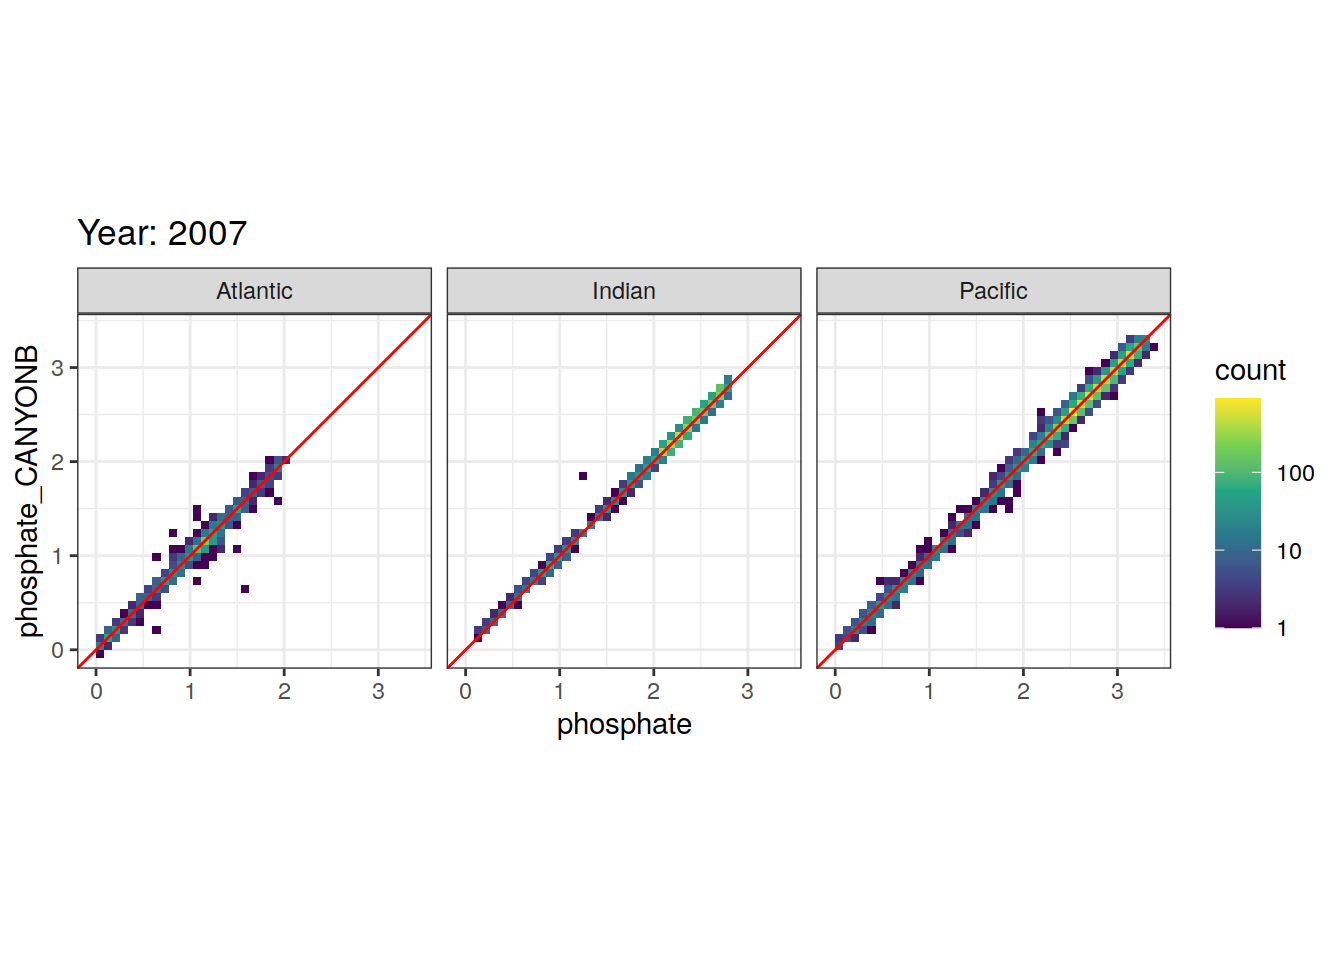 Year: 2007
Atlantic
Indian
Pacific
phosphate_CANYONB
3
2
1
0
0 1 2 3
0 1 2 3
0 1 2 3
phosphate
count
100
10
1